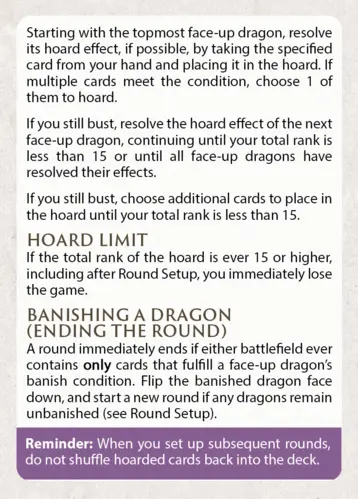 Starting with the topmost face-up dragon, resolve
its hoard effect, if possible, by taking the specified
card from your hand and placing it in the hoard. If
multiple cards meet the condition, choose 1 of
them to hoard.
If you still bust, resolve the hoard effect of the next
face-up dragon, continuing until your total rank is
less than 15 or until all face-up dragons have
resolved their effects.
If you still bust, choose additional cards to place in
the hoard until your total rank is less than 15.
HOARD LIMIT
If the total rank of the hoard is ever 15 or higher,
including after Round Setup, you immediately lose
the game.
BANISHING A DRAGON
(ENDING THE ROUND)
A round immediately ends if either battlefield ever
contains only cards that fulfill a face-up dragon's
banish condition. Flip the banished dragon face
down, and start a new round if any dragons remain
unbanished (see Round Setup).
Reminder: When you set up subsequent rounds,
do not shuffle hoarded cards back into the deck.